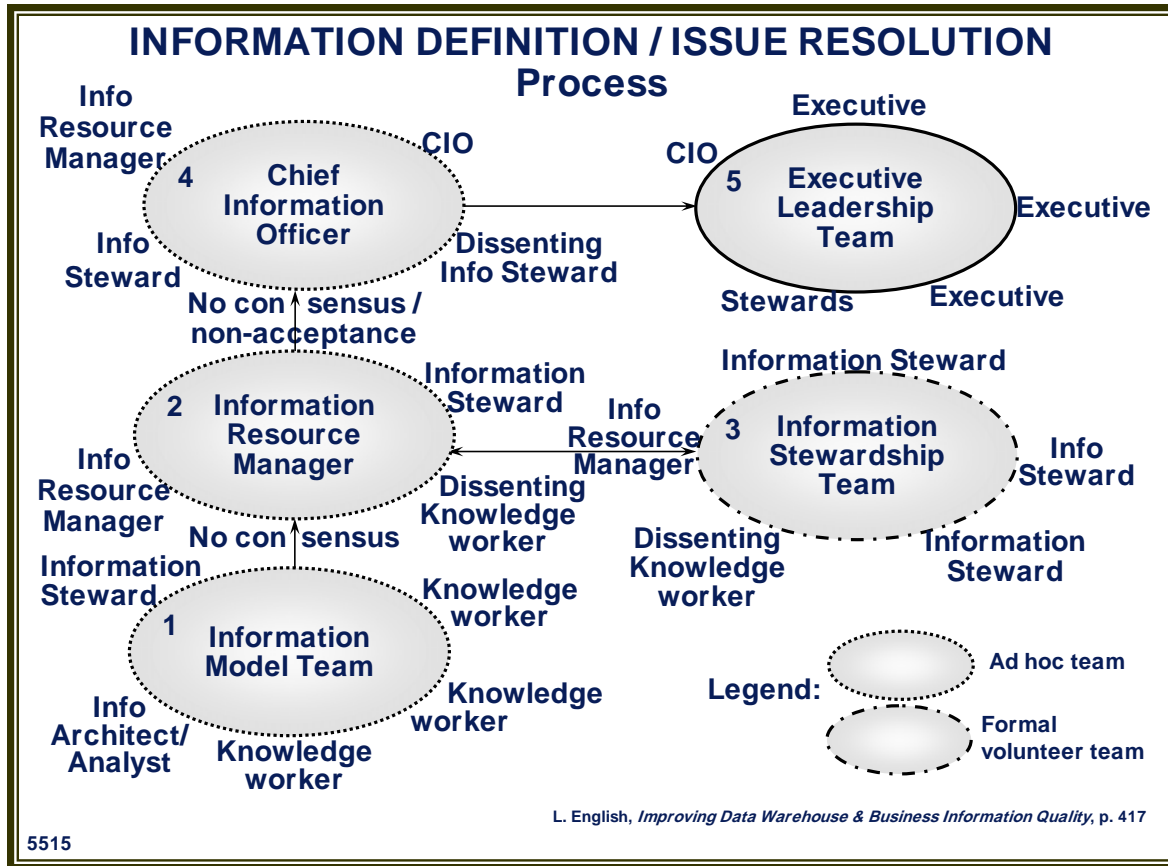 INFORMATION DEFINITION / ISSUE RESOLUTION
Process
Info
Resource
Manager
CIO
4
Chief
Information
Officer
Info
Steward
Dissenting
Info Steward
Executive
CIO
5
Executive
Leadership
Team
Executive
Stewards
Executive
No con sensus /
non-acceptance
2
Information
Resource
Manager
Information
Steward
Info
Resource
Manager
Dissenting
Knowledge
worker
Information Steward
Info
Resource
Manager
3
Information
Stewardship
Team
Info
Steward
Dissenting
Knowledge
worker
Information
Steward
No con sensus
Information
Steward
1
Information
Model Team
Knowledge
worker
Knowledge
worker
Info
Architect/
Analyst
Knowledge
worker
Legend:
Ad hoc team
Formal
volunteer team
L. English, Improving Data Warehouse & Business Information Quality, p. 417
5515